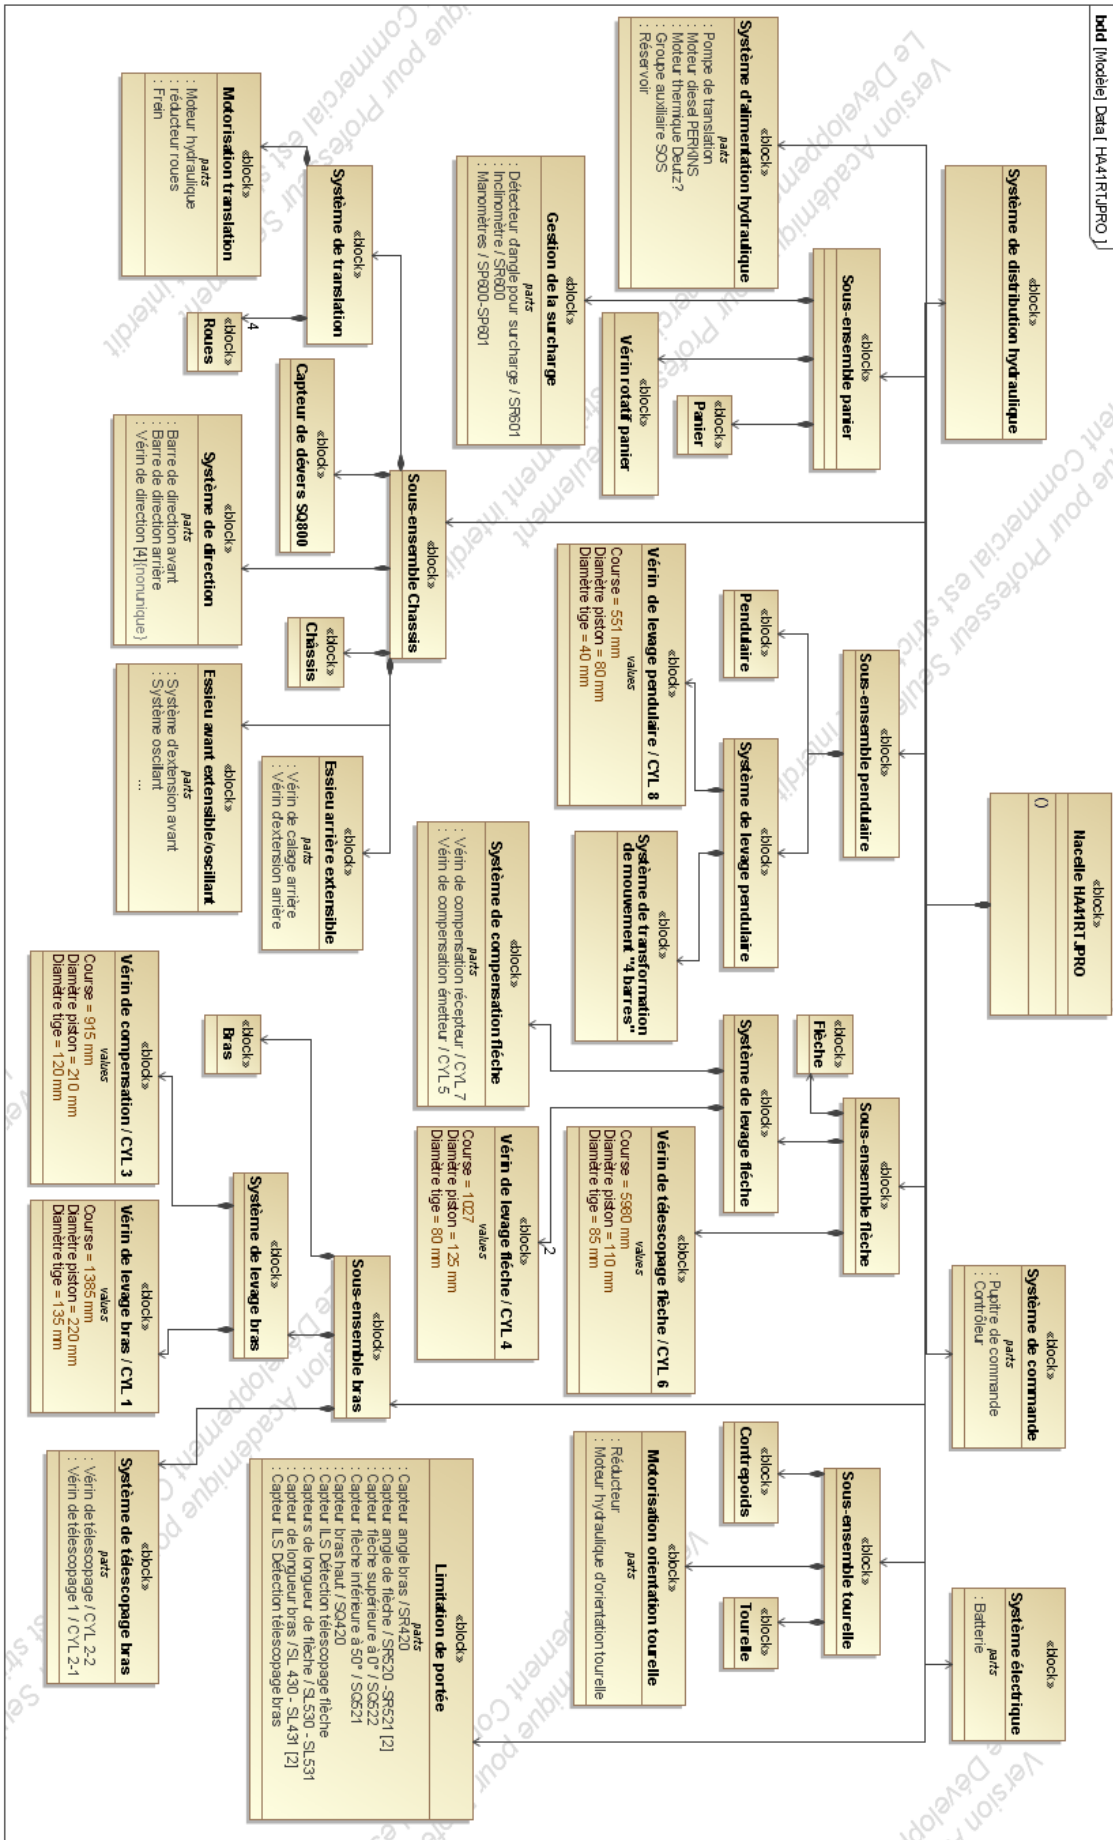 bdd [Modèle] Data [ HA41RTJPRO ]
«block»
Nacelle HA41RTJPRO
()
«block»
Système de distribution hydraulique
«block»
Système de commande
parts
: Pupitre de commande
: Contrôleur
«block»
Système électrique
parts
: Batterie
«block»
Système d'alimentation hydraulique
parts
: Pompe de translation
: Moteur diesel PERKINS
: Moteur thermique Deutz?
: Groupe auxiliaire SOS
: Réservoir
«block»
Sous-ensemble panier
«block»
Sous-ensemble pendulaire
«block»
Sous-ensemble flèche
«block»
Sous-ensemble tourelle
«block»
Panier
«block»
Vérin rotatif panier
«block»
Gestion de la surcharge
parts
: Détecteur d'angle pour surcharge / SR601
: Inclinomètre / SR600
: Manomètres / SP600-SP601
«block»
Pendulaire
«block»
Système de levage pendulaire
«block»
Vérin de levage pendulaire / CYL 8
values
Course = 551 mm
Diamètre piston = 80 mm
Diamètre tige = 40 mm
«block»
Système de transformation
de mouvement "4 barres"
«block»
Flèche
«block»
Système de levage flèche
«block»
Vérin de télescopage flèche / CYL 6
values
Course = 5980 mm
Diamètre piston = 110 mm
Diamètre tige = 85 mm
«block»
Système de compensation fléche
parts
: Vérin de compensation récepteur / CYL 7
: Vérin de compensation émetteur / CYL 5
2
«block»
Vérin de levage fléche / CYL 4
values
Course = 1027
Diamètre piston = 125 mm
Diamètre tige = 80 mm
«block»
Contrepoids
«block»
Motorisation orientation tourelle
parts
: Réducteur
: Moteur hydraulique d'orientation tourelle
«block»
Tourelle
«block»
Sous-ensemble Chassis
«block»
Sous-ensemble bras
«block»
Limitation de portée
parts
: Capteur angle bras / SR420
: Capteur angle de flèche / SR520 -SR521 [2]
: Capteur flèche supérieure à 0° / SQ522
: Capteur flèche inférieure à 50° / SQ521
: Capteur bras haut / SQ420
: Capteur ILS Détection télescopage flèche
: Capteurs de longueur de flèche / SL530 - SL531
: Capteur de longueur bras / SL 430 - SL431 [2]
: Capteur ILS Détection télescopage bras
«block»
Système de translation
«block»
Capteur de dévers SQ800
«block»
Système de direction
parts
: Barre de direction avant
: Barre de direction arrière
: Vérin de direction [4]{nonunique}
«block»
Châssis
«block»
Essieu avant extensible/oscillant
parts
: Système d'extension avant
: Système oscillant
...
«block»
Essieu arrière extensible
parts
: Vérin de calage arrière
: Vérin d'extension arrière
«block»
Motorisation translation
parts
: Moteur hydraulique
: réducteur roues
: Frein
4
«block»
Roues
«block»
Bras
«block»
Système de levage bras
«block»
Vérin de compensation / CYL 3
values
Course = 915 mm
Diamètre piston = 210 mm
Diamètre tige = 120 mm
«block»
Vérin de levage bras / CYL 1
values
Course = 1385 mm
Diamètre piston = 220 mm
Diamètre tige = 135 mm
«block»
Système de télescopage bras
parts
: Vérin de télescopage / CYL 2-2
: Vérin de télescopage 1 / CYL 2-1
Version Académique pour Professeur Seulement
Le Développement Commercial est strictement interdit